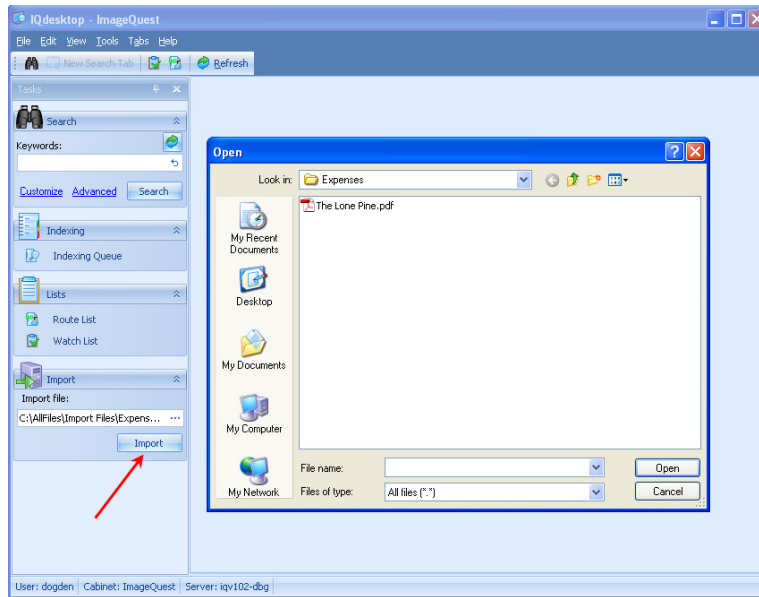 IQdesktop - ImageQuest
File Edit View Tools Tabs Help
New Search Tab Refresh
Tasks
Search
Keywords:
Customize Advanced Search
Indexing
Indexing Queue
Lists
Route List
Watch List
Import
Import file:
C:\AllFiles\Import Files\Expens... ...
Import
Open
Look in: Expenses
The Lone Pine.pdf
My Recent
Documents
Desktop
My Documents
My Computer
My Network
File name: Open
Files of type: All files (*.*) Cancel
User: dogden Cabinet: ImageQuest Server: iqv102-dbg